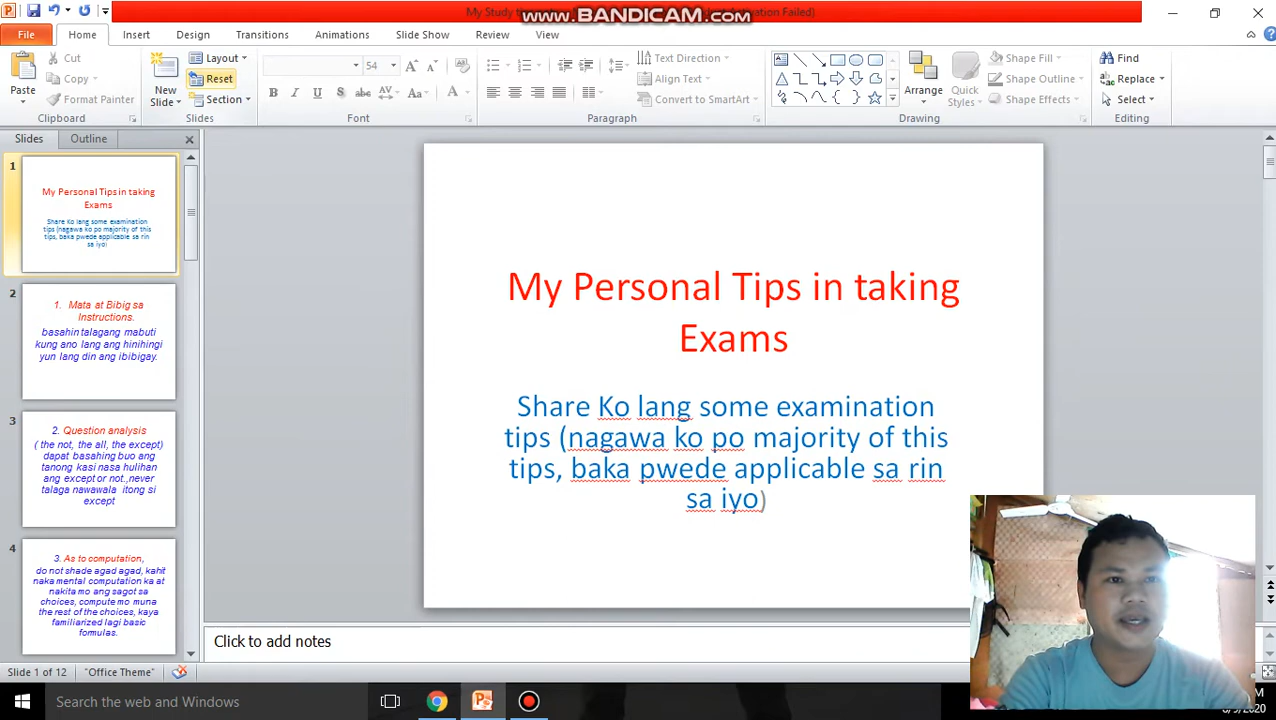 My Study
www.BANDICAM.com
Activation Failed)
File Home Insert Design Transitions Animations Slide Show Review View
Paste
Cut
Copy
Format Painter
Clipboard
New Slide
Layout
Reset
Section
Slides
54
B I U S abc AV Aa A
Font
Text Direction
Align Text
Convert to SmartArt
Paragraph
Arrange
Quick Styles
Shape Fill
Shape Outline
Shape Effects
Drawing
Find
Replace
Select
Editing
Slides Outline
1
My Personal Tips in taking
Exams
Share Ko lang some examination
tips (nagawa ko po majority of this
tips, baka pwede applicable sa rin
sa iyo)
2
1. Mata at Bibig sa
Instructions.
basahin talagang mabuti
kung ano lang ang hinihingi
yun lang din ang ibibigay.
3
2. Question analysis
( the not, the all, the except)
dapat basahing buo ang
tanong kasi nasa hulihan
ang except or not.,never
talaga nawawala itong si
except
4
3. As to computation,
do not shade agad agad, kahit
naka mental computation ka at
nakita mo ang sagot sa
choices, compute mo muna
the rest of the choices, kaya
familiarized lagi basic
formulas.
My Personal Tips in taking
Exams
Share Ko lang some examination
tips (nagawa ko po majority of this
tips, baka pwede applicable sa rin
sa iyo)
Click to add notes
Slide 1 of 12 "Office Theme"
Search the web and Windows